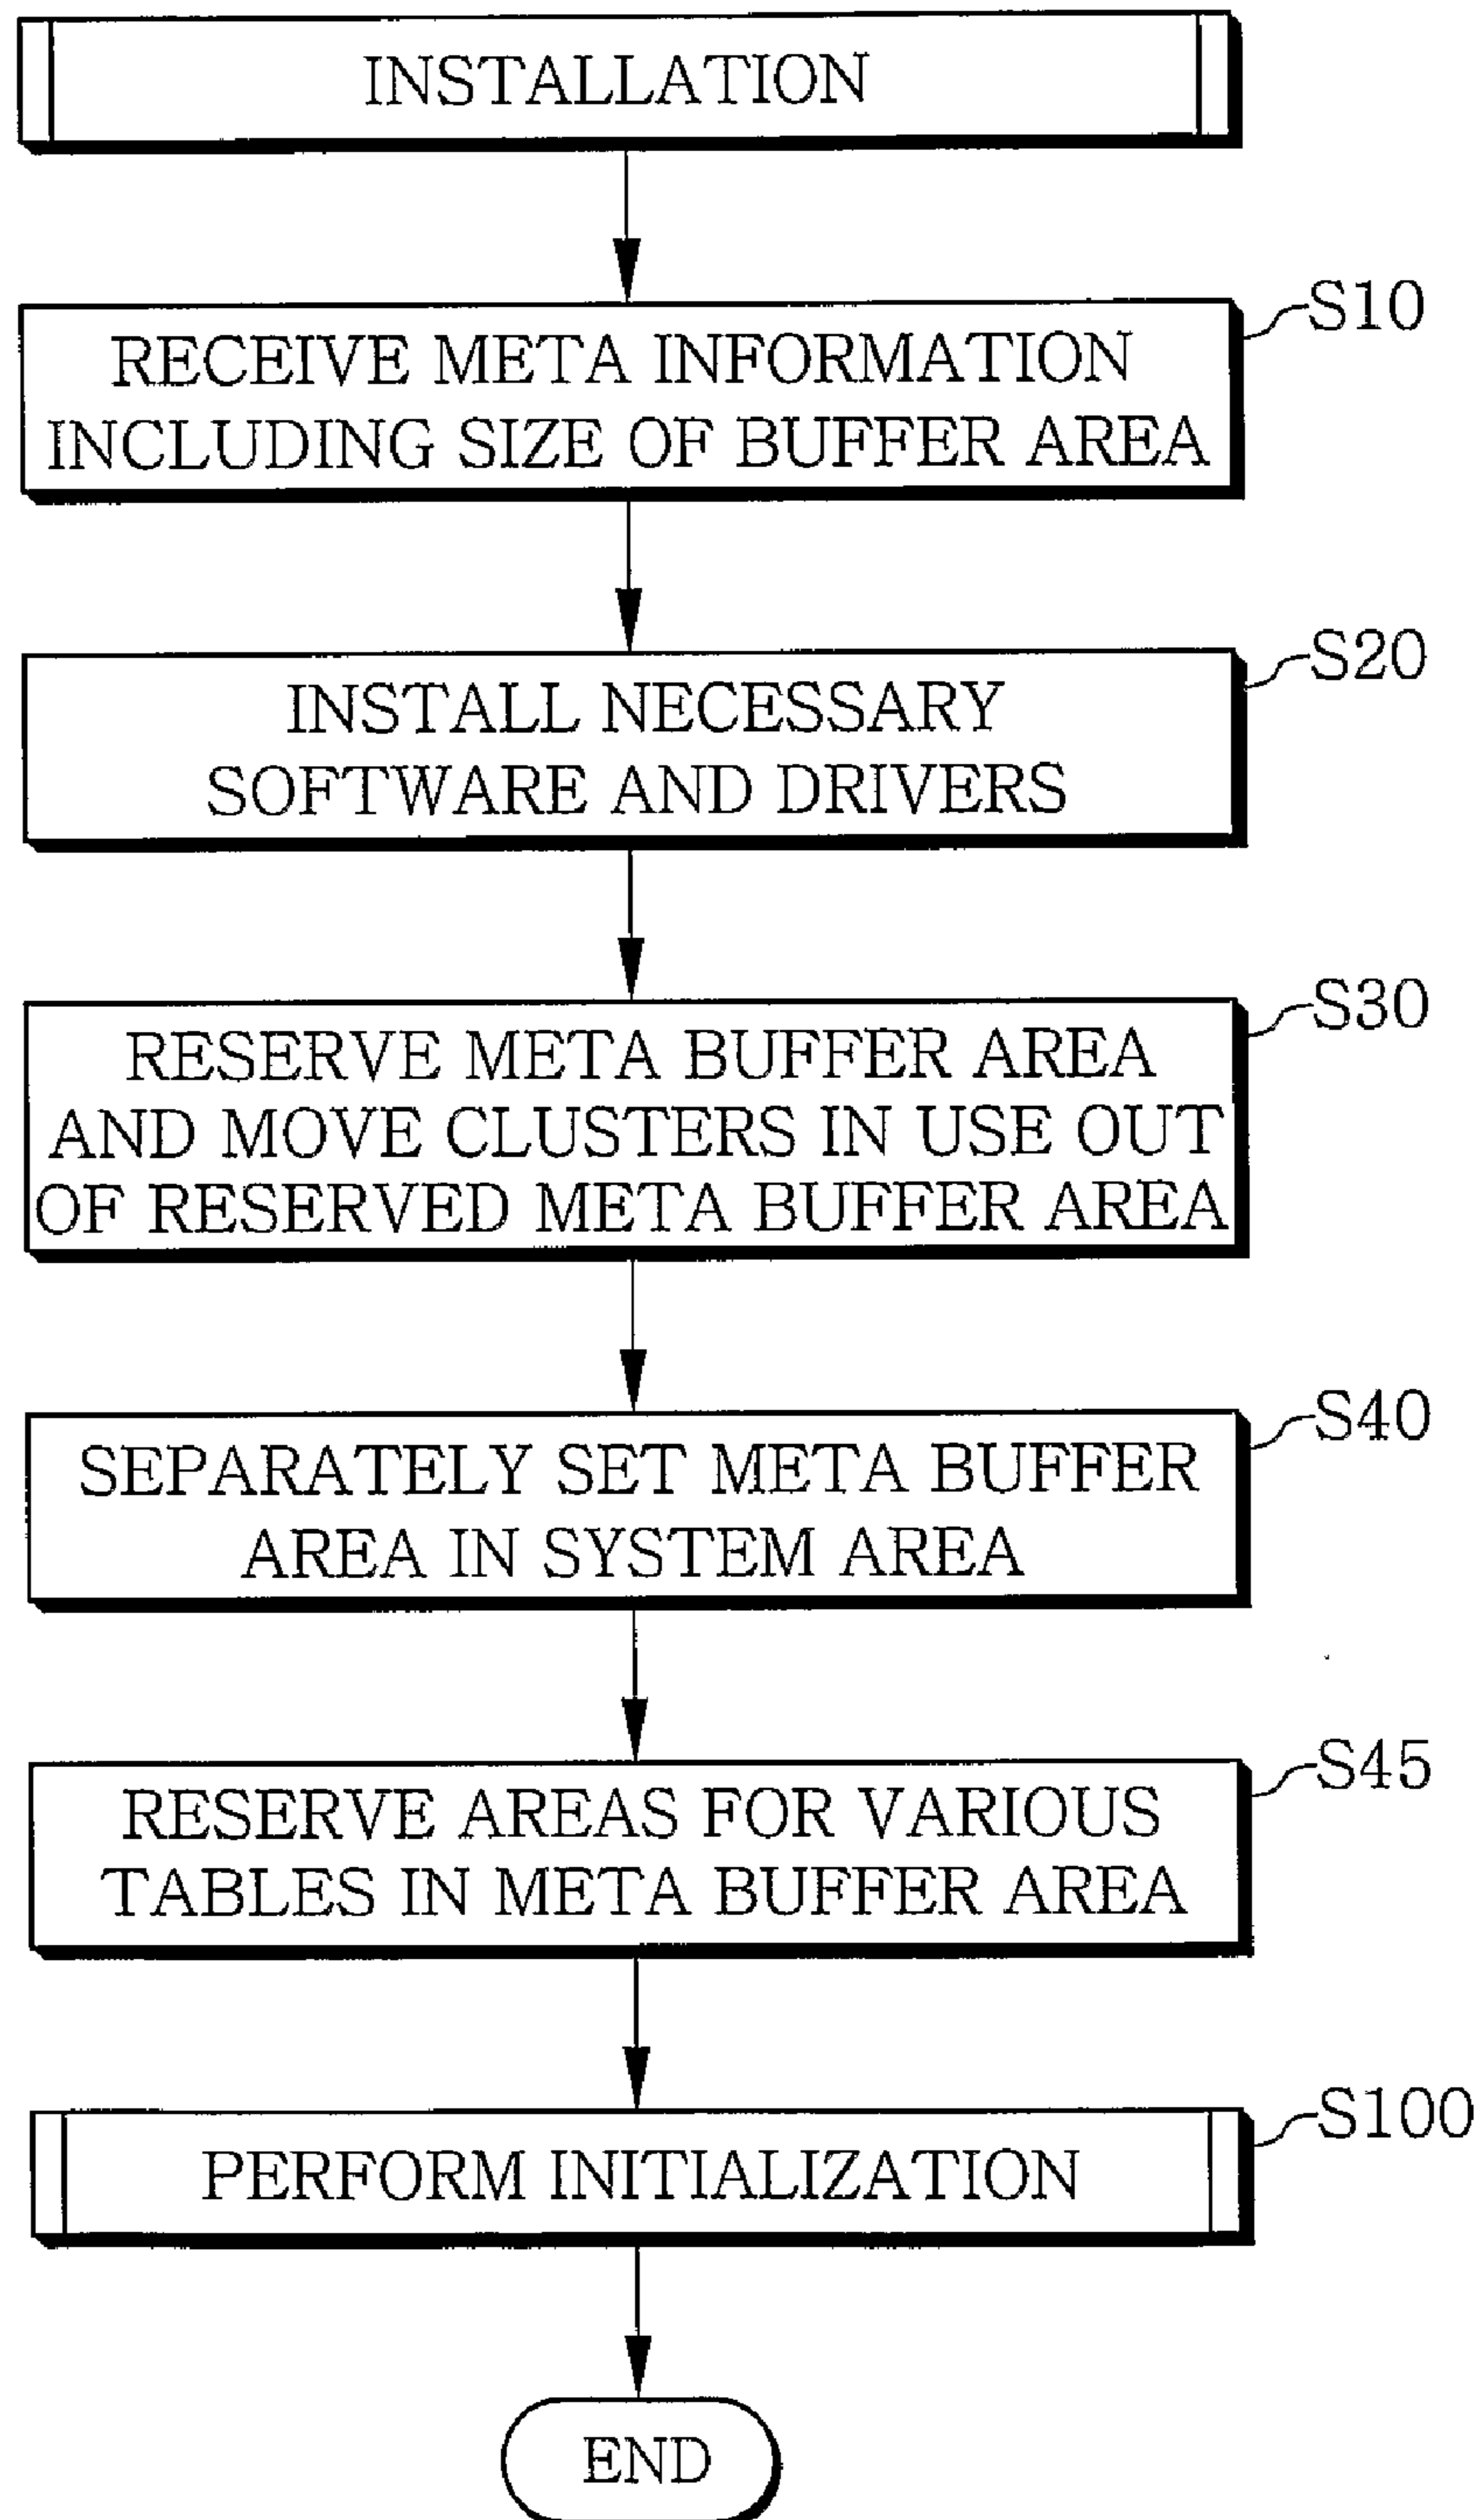 INSTALLATION
S10
RECEIVE META INFORMATION
INCLUDING SIZE OF BUFFER AREA
S20
INSTALL NECESSARY
SOFTWARE AND DRIVERS
S30
RESERVE META BUFFER AREA
AND MOVE CLUSTERS IN USE OUT
OF RESERVED META BUFFER AREA
S40
SEPARATELY SET META BUFFER
AREA IN SYSTEM AREA
S45
RESERVE AREAS FOR VARIOUS
TABLES IN META BUFFER AREA
S100
PERFORM INITIALIZATION
END